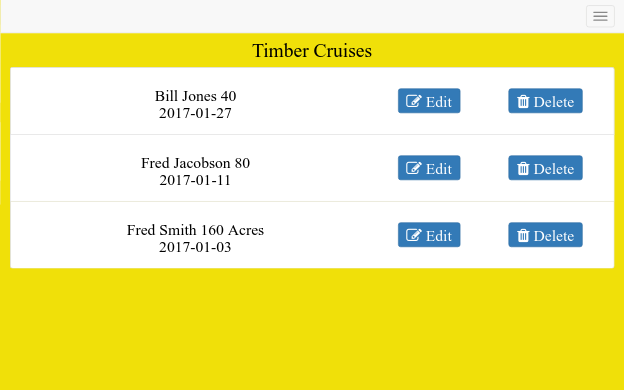 Timber Cruises
Bill Jones 40
2017-01-27
Edit
Delete
Fred Jacobson 80
2017-01-11
Edit
Delete
Fred Smith 160 Acres
2017-01-03
Edit
Delete